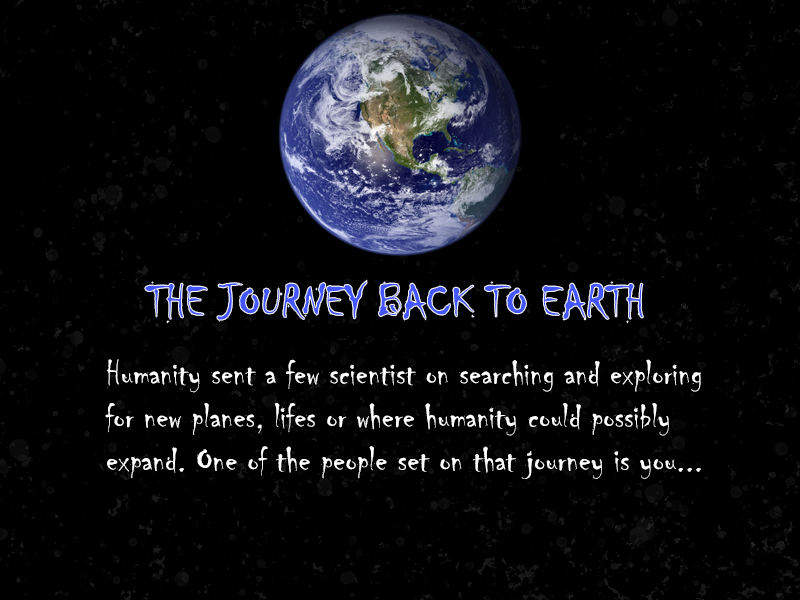 THE JOURNEY BACK TO EARTH
Humanity sent a few scientist on searching and exploring
for new planes, lifes or where humanity could possibly
expand. One of the people set on that journey is you...